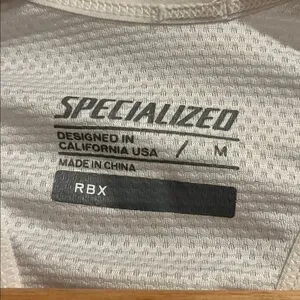 SPECIALIZED
DESIGNED IN
CALIFORNIA USA / M
MADE IN CHINA
RBX